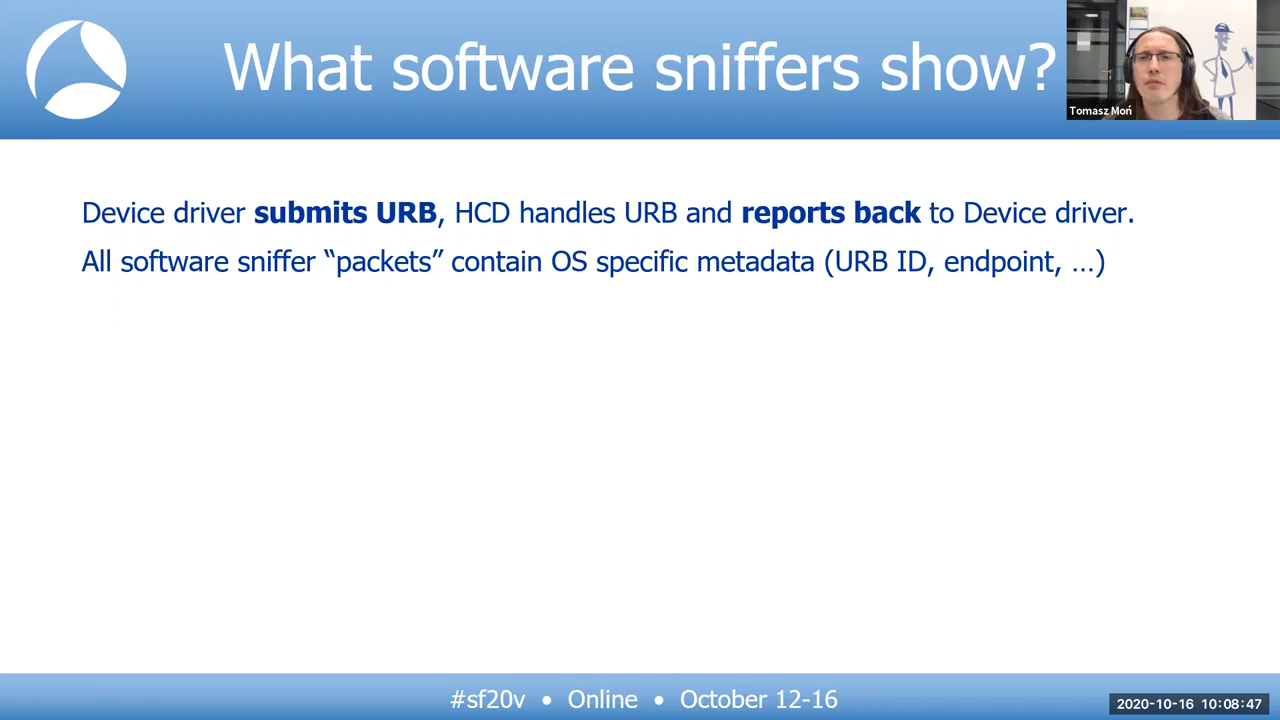 What software sniffers show?
Tomasz Moń
Device driver submits URB, HCD handles URB and reports back to Device driver.
All software sniffer “packets” contain OS specific metadata (URB ID, endpoint, …)
#sf20v • Online • October 12-16
2020-10-16 10:08:47